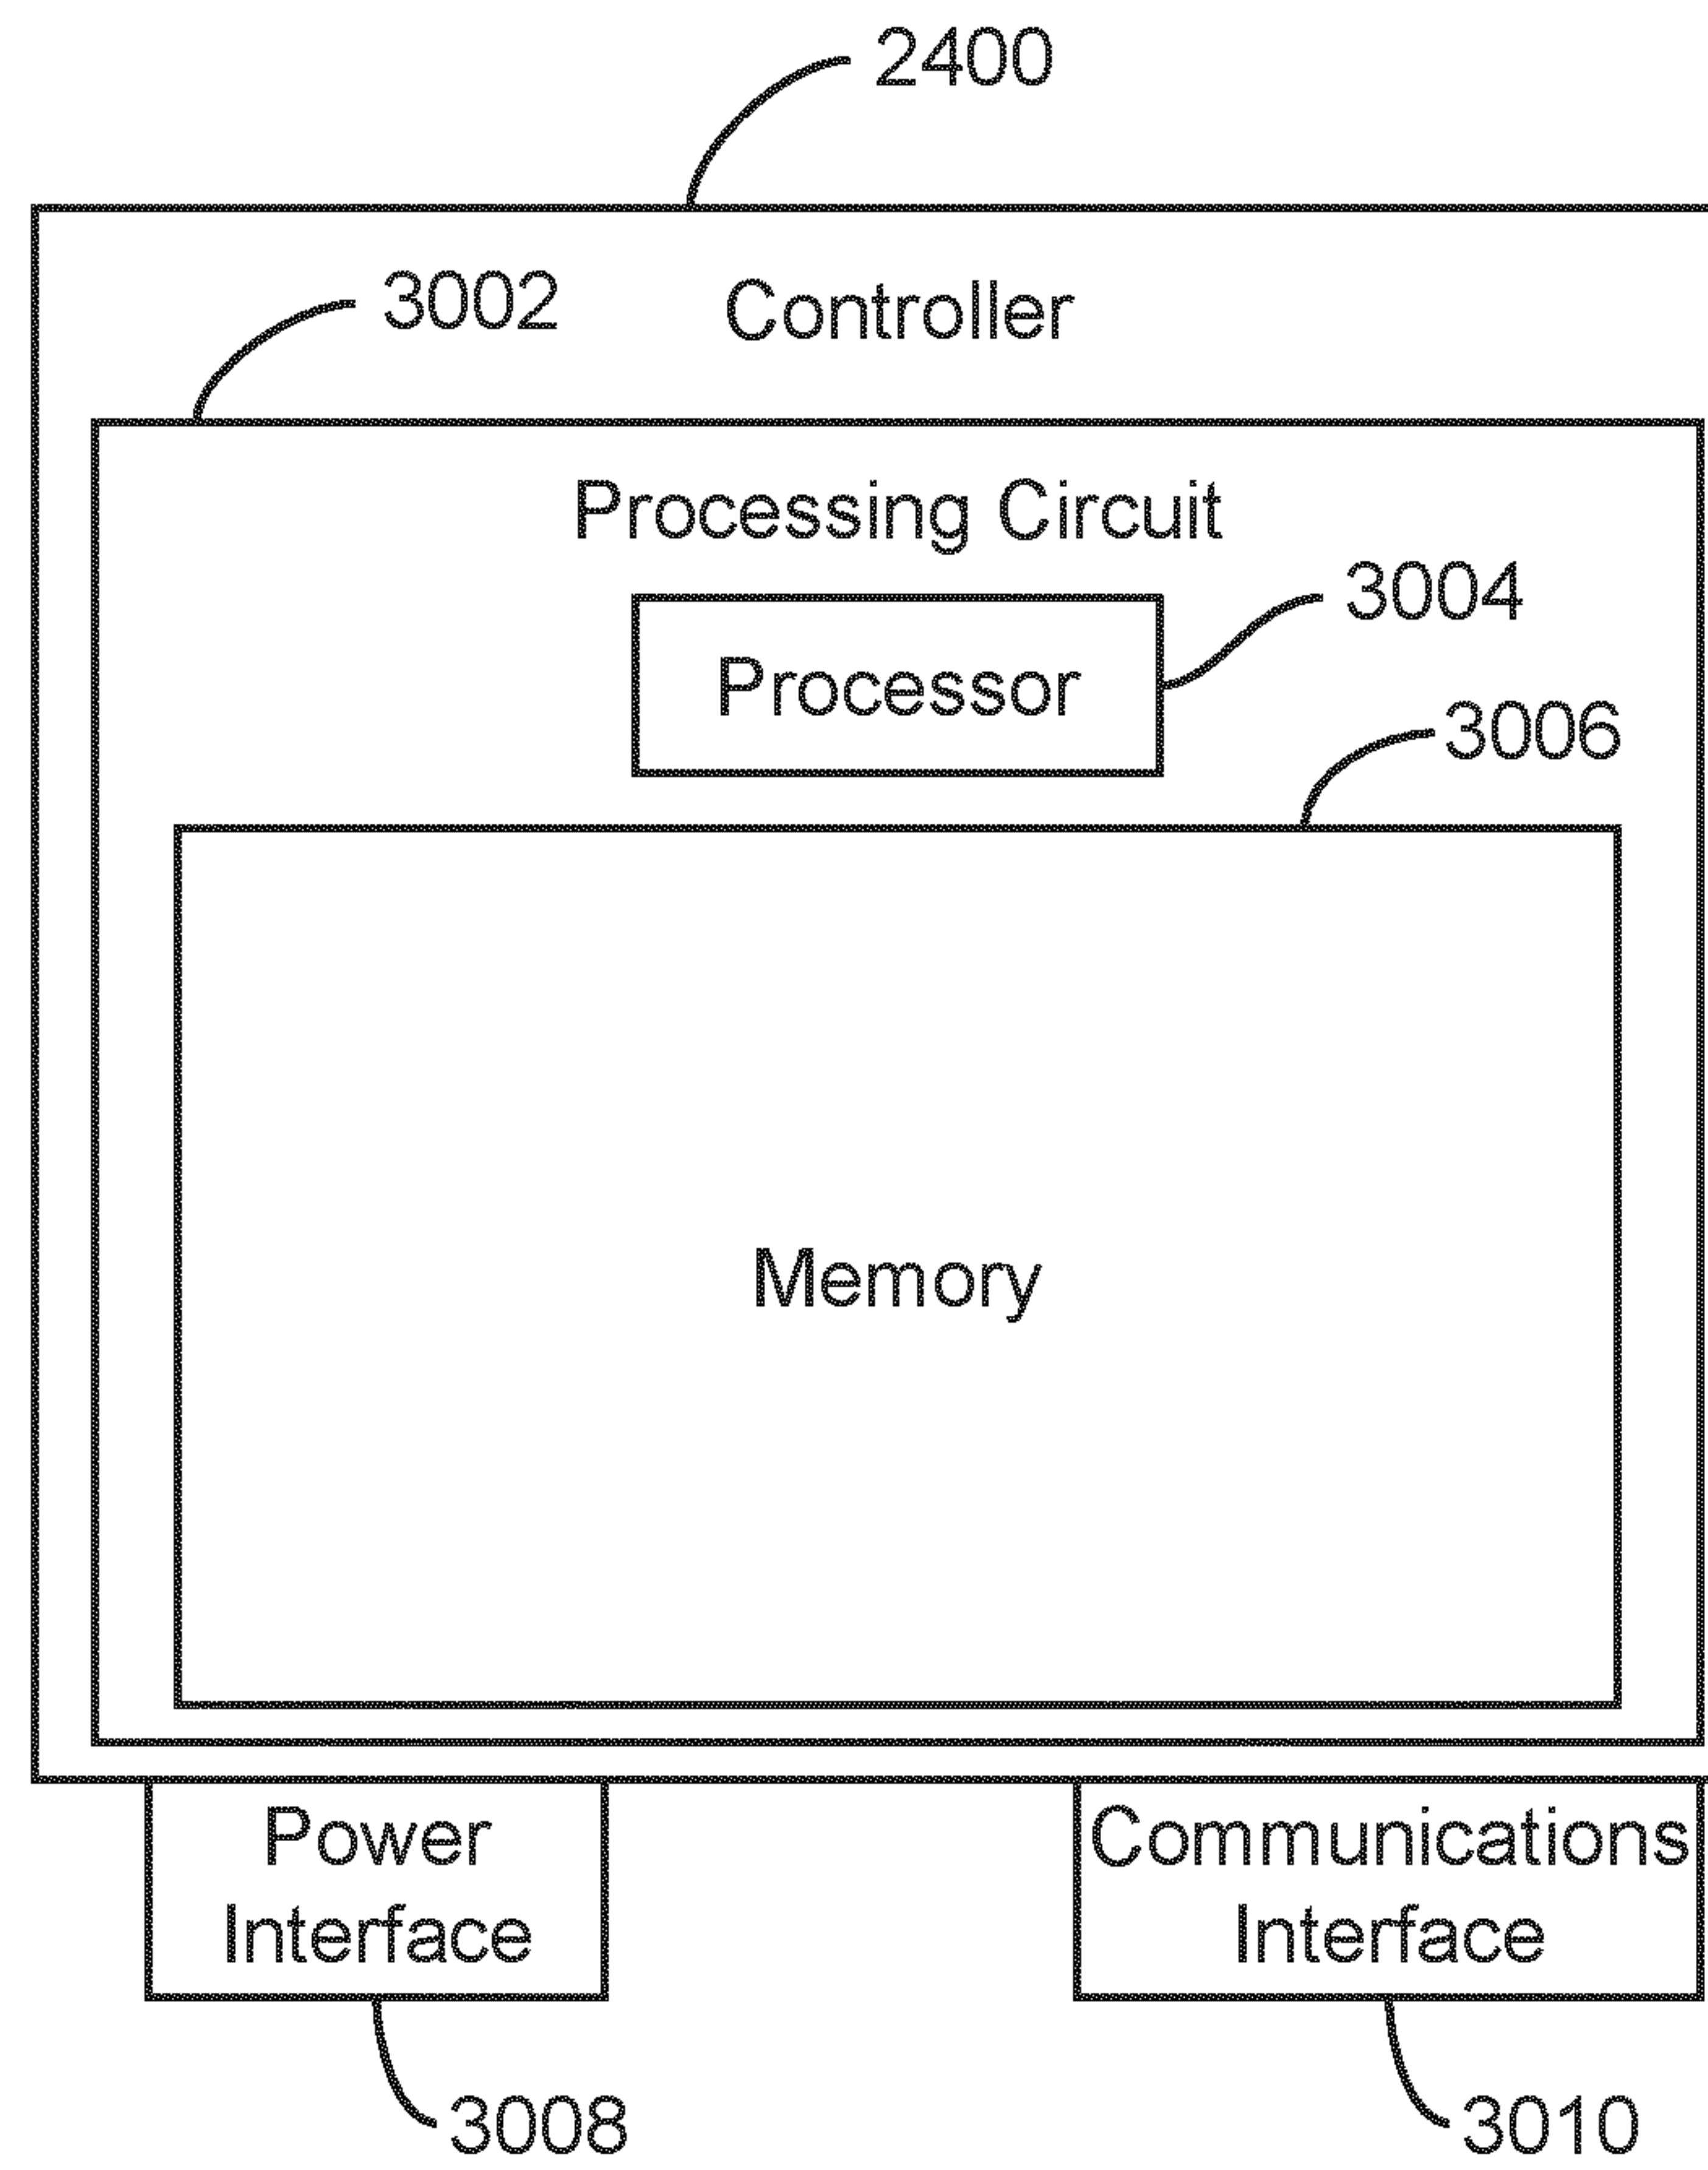 2400
3002
Controller
Processing Circuit
3004
Processor
3006
Memory
Power
Interface
Communications
Interface
3008
3010